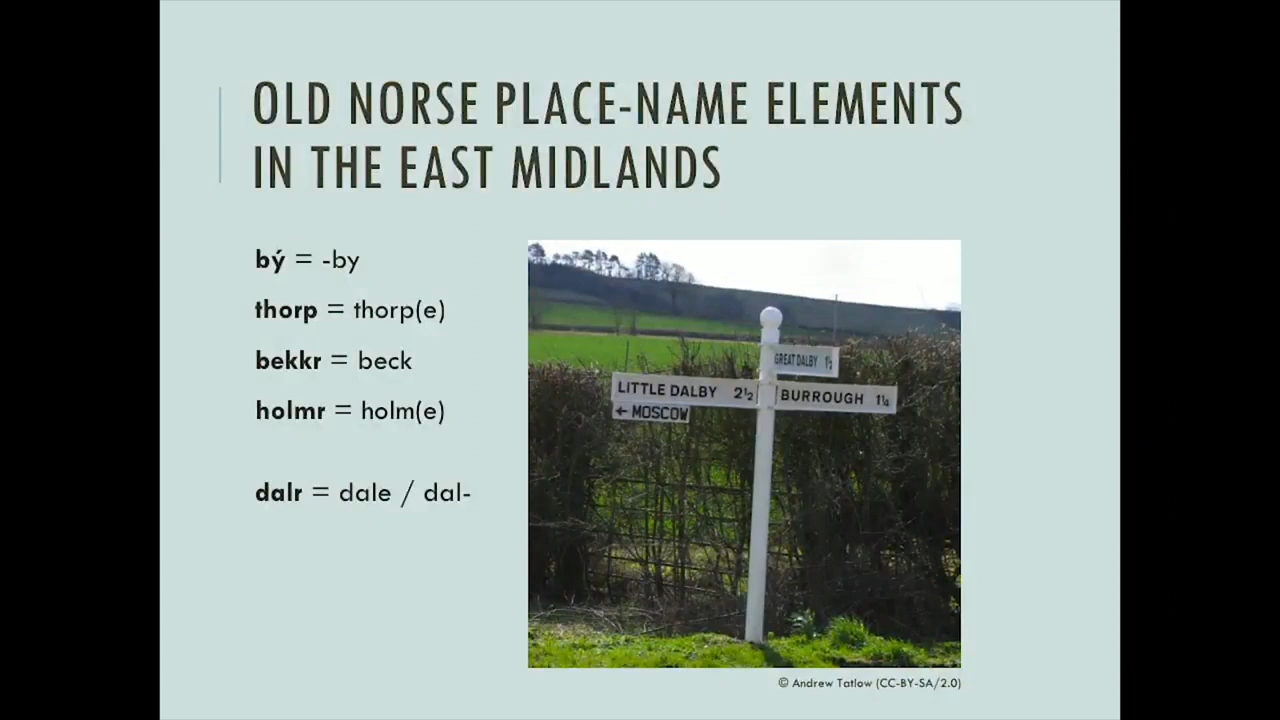 OLD NORSE PLACE-NAME ELEMENTS
IN THE EAST MIDLANDS
bý = -by
thorp = thorp(e)
bekkr = beck
holmr = holm(e)
dalr = dale / dal-
GREAT DALBY 1½
LITTLE DALBY 2½
BURROUGH 1¼
← MOSCOW
© Andrew Tatlow (CC-BY-SA/2.0)